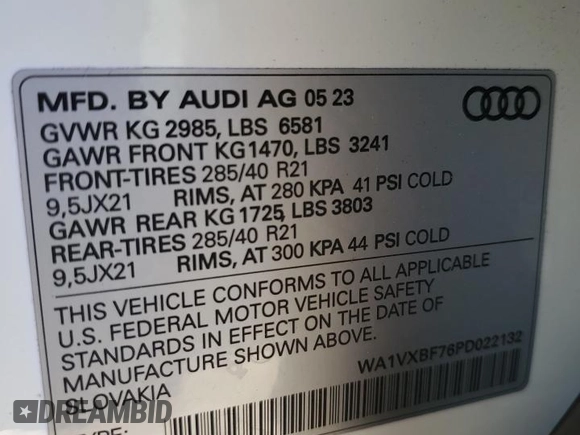 MFD. BY AUDI AG 05 23
GVWR KG 2985, LBS 6581
GAWR FRONT KG 1470, LBS 3241
FRONT-TIRES 285/40 R21
9,5JX21 RIMS, AT 280 KPA 41 PSI COLD
GAWR REAR KG 1725, LBS 3803
REAR-TIRES 285/40 R21
9,5JX21 RIMS, AT 300 KPA 44 PSI COLD
THIS VEHICLE CONFORMS TO ALL APPLICABLE
U.S. FEDERAL MOTOR VEHICLE SAFETY
STANDARDS IN EFFECT ON THE DATE OF
MANUFACTURE SHOWN ABOVE.
SLOVAKIA
WA1VXBF76PD022132
TYPE:
DREAMBID